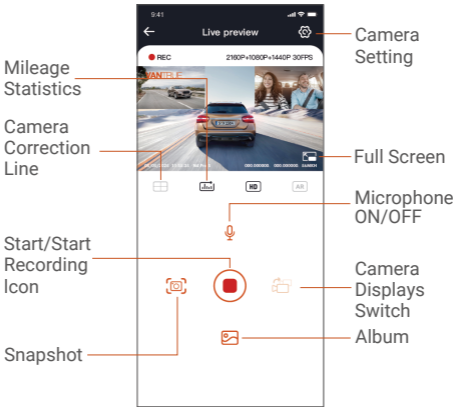 9:41
Live preview
Camera
Setting
REC
2160P+1080P+1440P 30FPS
VANTRUE
Mileage
Statistics
Camera
Correction
Line
Full Screen
HD
AR
Microphone
ON/OFF
Start/Start
Recording
Icon
Camera
Displays
Switch
Album
Snapshot